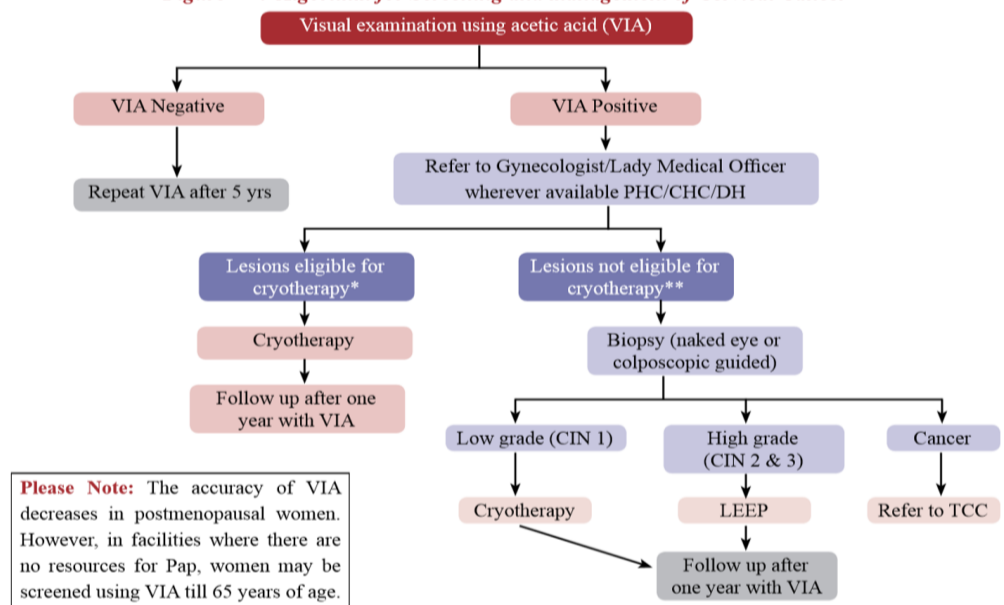 Visual examination using acetic acid (VIA)
VIA Negative
VIA Positive
Repeat VIA after 5 yrs
Refer to Gynecologist/Lady Medical Officer
wherever available PHC/CHC/DH
Lesions eligible for
cryotherapy*
Lesions not eligible for
cryotherapy**
Cryotherapy
Biopsy (naked eye or
colposcopic guided)
Follow up after one
year with VIA
Low grade (CIN 1)
High grade
(CIN 2 & 3)
Cancer
Cryotherapy
LEEP
Refer to TCC
Follow up after
one year with VIA
Please Note: The accuracy of VIA
decreases in postmenopausal women.
However, in facilities where there are
no resources for Pap, women may be
screened using VIA till 65 years of age.